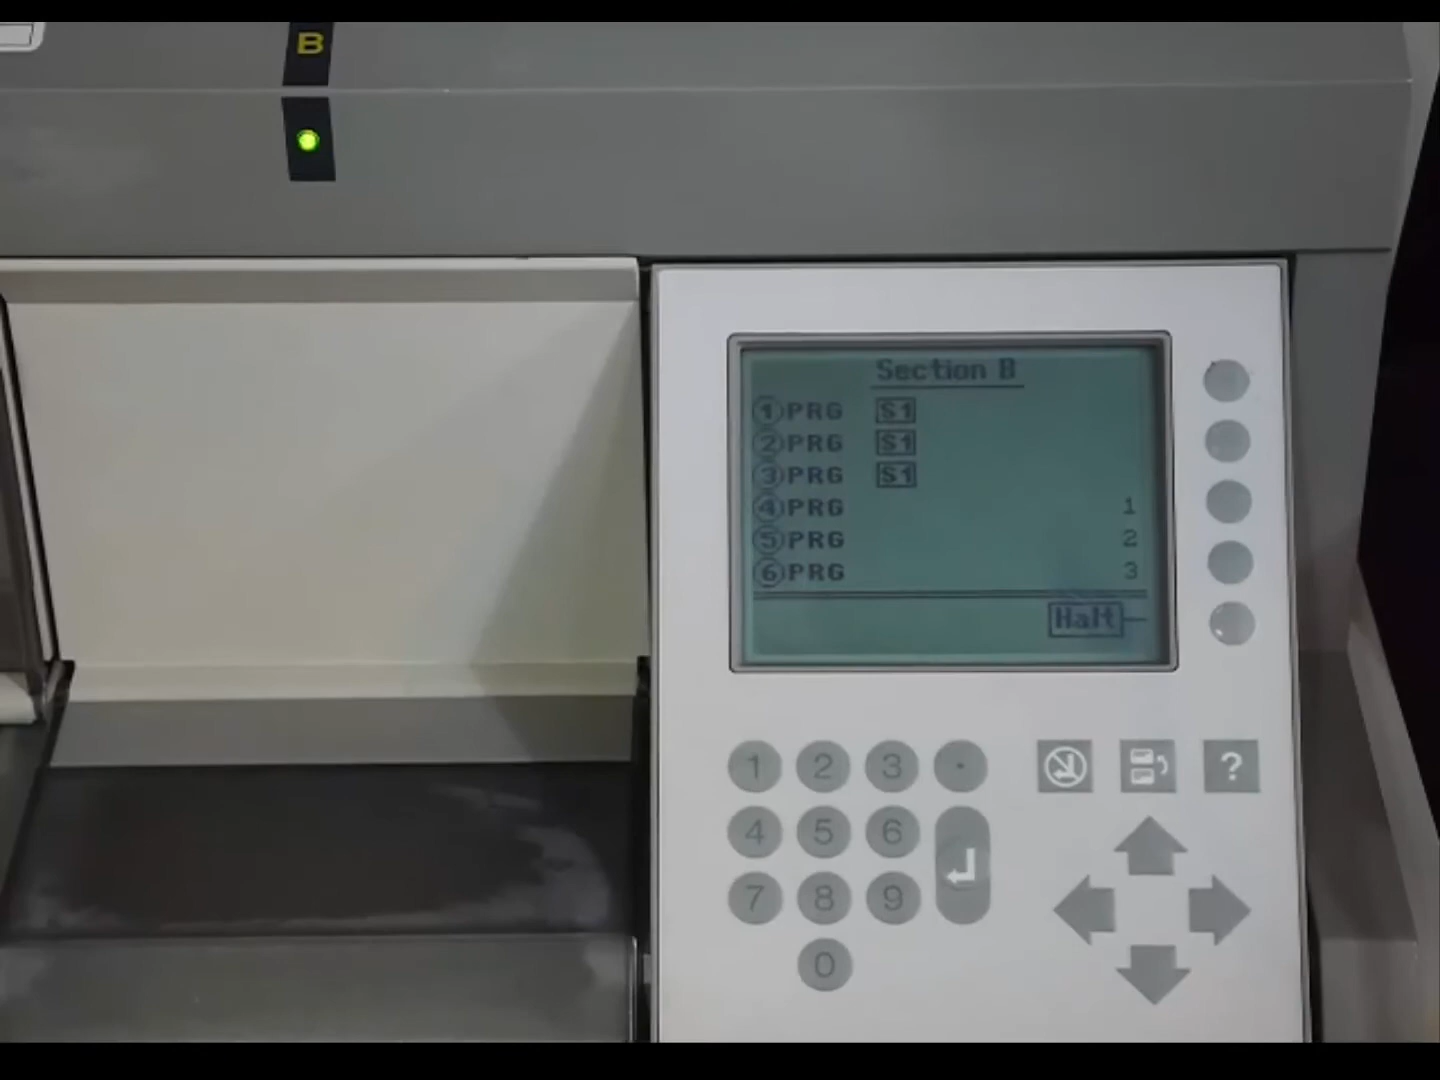 B
Section B
①PRG S1
②PRG S1
③PRG S1
④PRG 1
⑤PRG 2
⑥PRG 3
Halt
1 2 3 .
4 5 6
7 8 9
0
?